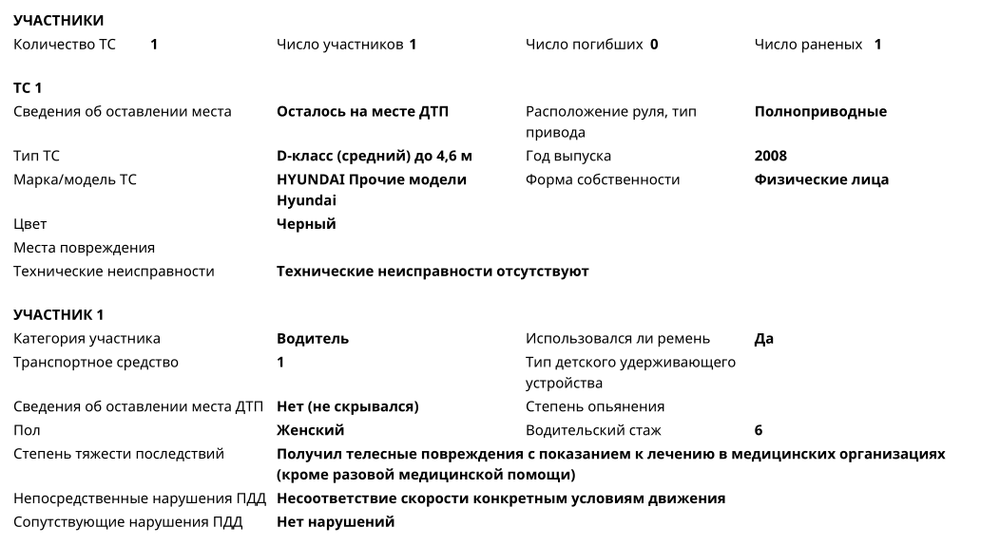 УЧАСТНИКИ
Количество ТС 1 Число участников 1 Число погибших 0 Число раненых 1
ТС 1
Сведения об оставлении места Осталось на месте ДТП Расположение руля, тип Полноприводные
привода
Тип ТС D-класс (средний) до 4,6 м Год выпуска 2008
Марка/модель ТС HYUNDAI Прочие модели Форма собственности Физические лица
Hyundai
Цвет Черный
Места повреждения
Технические неисправности Технические неисправности отсутствуют
УЧАСТНИК 1
Категория участника Водитель Использовался ли ремень Да
Транспортное средство 1 Тип детского удерживающего
устройства
Сведения об оставлении места ДТП Нет (не скрывался) Степень опьянения
Пол Женский Водительский стаж 6
Степень тяжести последствий Получил телесные повреждения с показанием к лечению в медицинских организациях
(кроме разовой медицинской помощи)
Непосредственные нарушения ПДД Несоответствие скорости конкретным условиям движения
Сопутствующие нарушения ПДД Нет нарушений